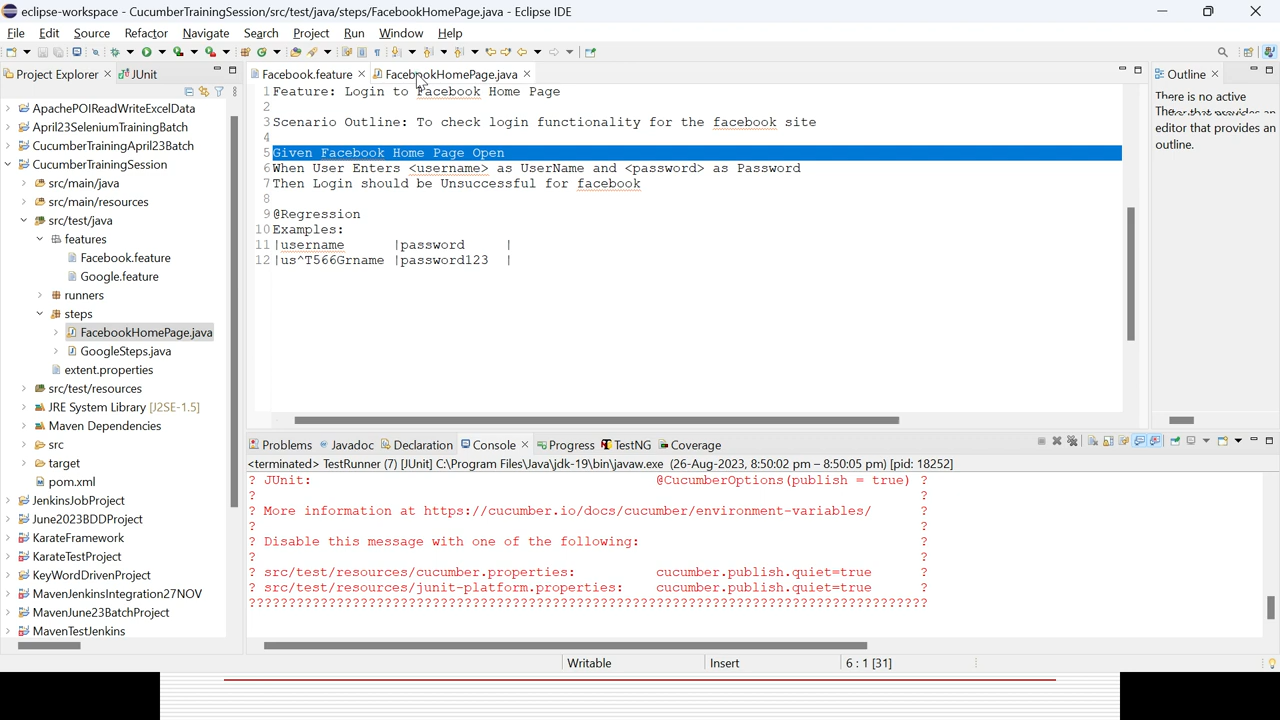 eclipse-workspace - CucumberTrainingSession/src/test/java/steps/FacebookHomePage.java - Eclipse IDE
File Edit Source Refactor Navigate Search Project Run Window Help
Project Explorer JUnit
Facebook.feature FacebookHomePage.java
Outline
ApachePOIReadWriteExcelData
April23SeleniumTrainingBatch
CucumberTrainingApril23Batch
CucumberTrainingSession
src/main/java
src/main/resources
src/test/java
features
Facebook.feature
Google.feature
runners
steps
FacebookHomePage.java
GoogleSteps.java
extent.properties
src/test/resources
JRE System Library [J2SE-1.5]
Maven Dependencies
src
target
pom.xml
JenkinsJobProject
June2023BDDProject
KarateFramework
KarateTestProject
KeyWordDrivenProject
MavenJenkinsIntegration27NOV
MavenJune23BatchProject
MavenTestJenkins
1 Feature: Login to Facebook Home Page
2
3 Scenario Outline: To check login functionality for the facebook site
4
5 Given Facebook Home Page Open
6 When User Enters <username> as UserName and <password> as Password
7 Then Login should be Unsuccessful for facebook
8
9 @Regression
10 Examples:
11 |username |password |
12 |us^T566Grname |password123 |
There is no active
editor that provides an
outline.
Problems Javadoc Declaration Console Progress TestNG Coverage
<terminated> TestRunner (7) [JUnit] C:\Program Files\Java\jdk-19\bin\javaw.exe (26-Aug-2023, 8:50:02 pm – 8:50:05 pm) [pid: 18252]
? JUnit: @CucumberOptions(publish = true) ?
? ?
? More information at https://cucumber.io/docs/cucumber/environment-variables/ ?
? ?
? Disable this message with one of the following: ?
? ?
? src/test/resources/cucumber.properties: cucumber.publish.quiet=true ?
? src/test/resources/junit-platform.properties: cucumber.publish.quiet=true ?
?????????????????????????????????????????????????????????????????????????????????????
Writable Insert 6 : 1 [31]